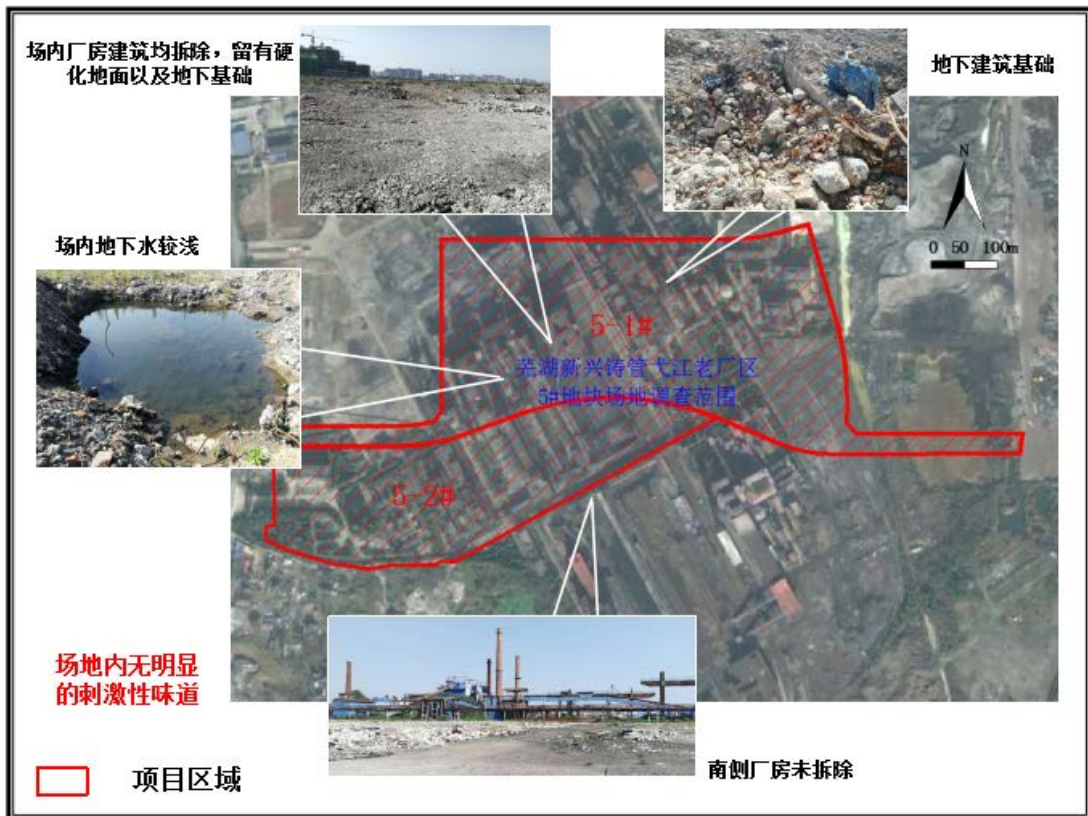 场内厂房建筑均拆除，留有硬
化地面以及地下基础
地下建筑基础
N
0 50 100m
场内地下水较浅
5-1#
芜湖新兴铸管弋江老厂区
5#地块场地调查范围
5-2#
场地内无明显
的刺激性味道
南侧厂房未拆除
项目区域